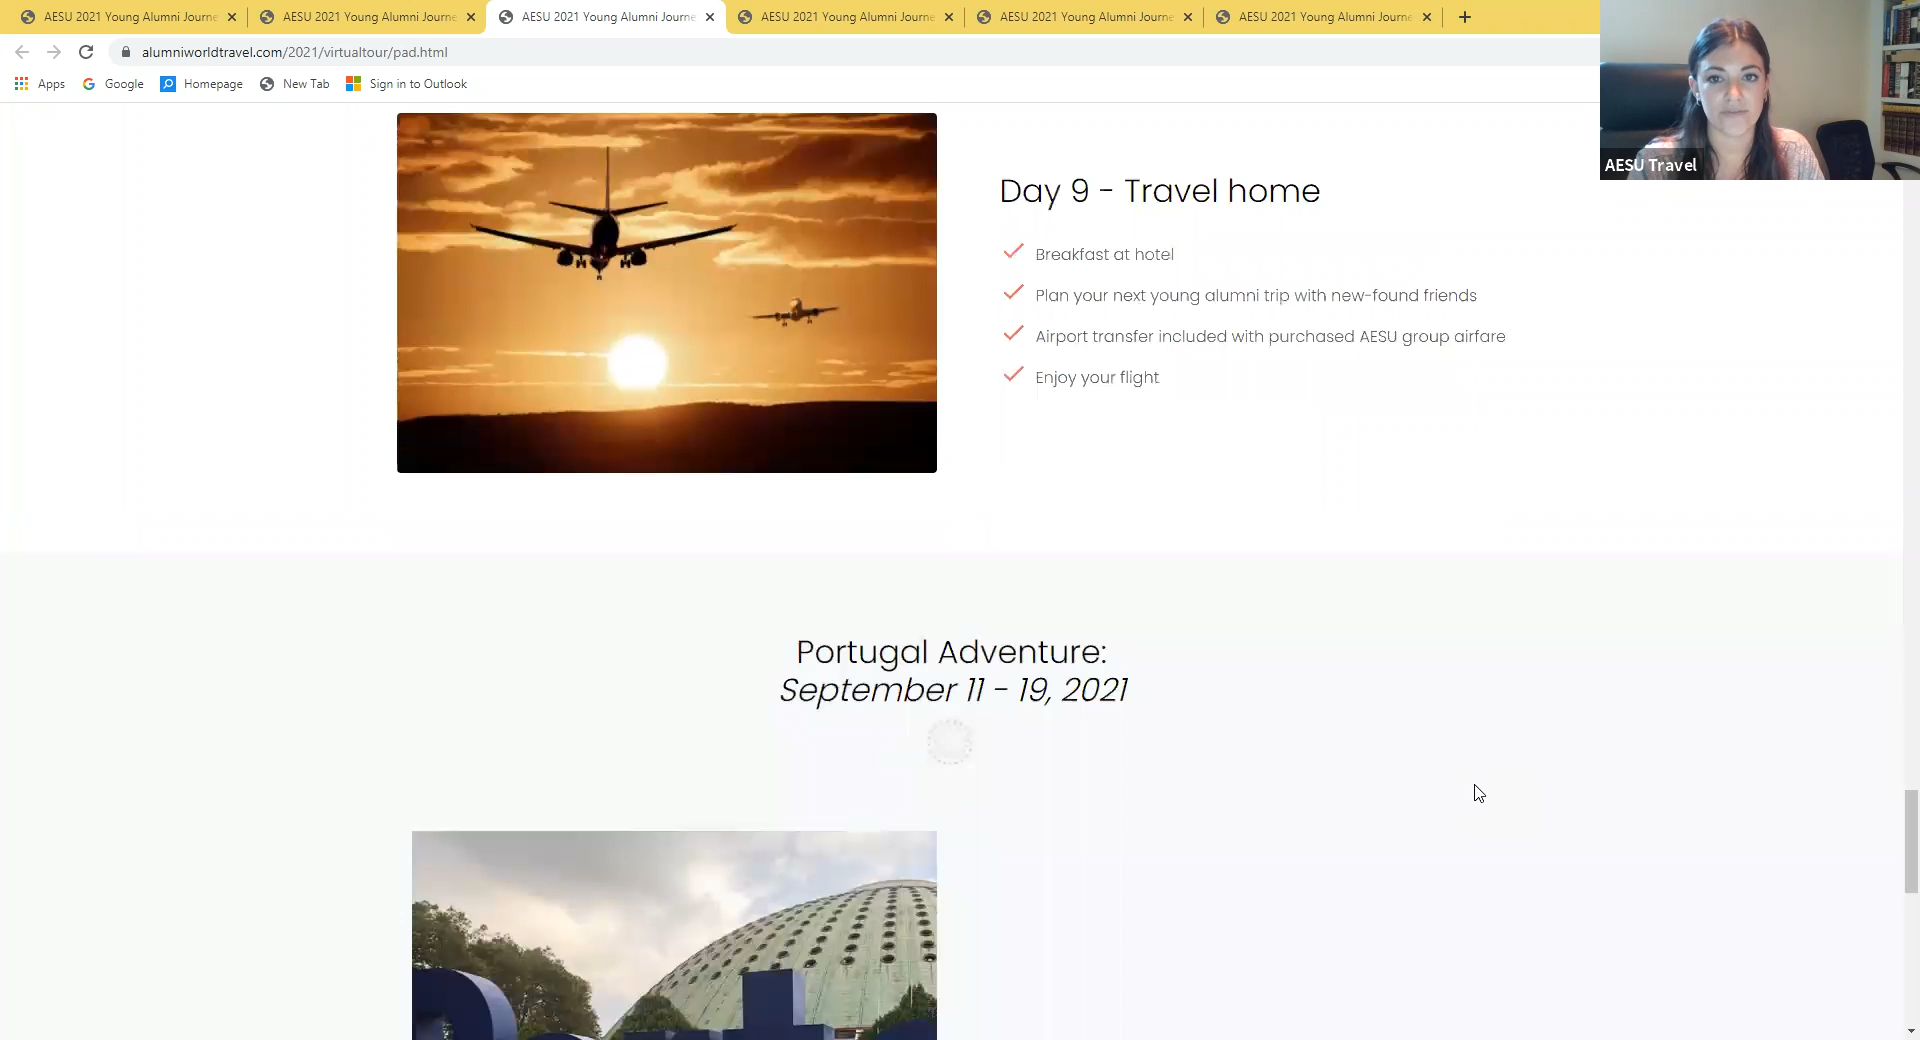 AESU 2021 Young Alumni Journe
AESU 2021 Young Alumni Journe
AESU 2021 Young Alumni Journe
AESU 2021 Young Alumni Journe
AESU 2021 Young Alumni Journe
AESU 2021 Young Alumni Journe
alumniworldtravel.com/2021/virtualtour/pad.html
Apps
Google
Homepage
New Tab
Sign in to Outlook
AESU Travel
Day 9 - Travel home
Breakfast at hotel
Plan your next young alumni trip with new-found friends
Airport transfer included with purchased AESU group airfare
Enjoy your flight
Portugal Adventure:
September 11 - 19, 2021